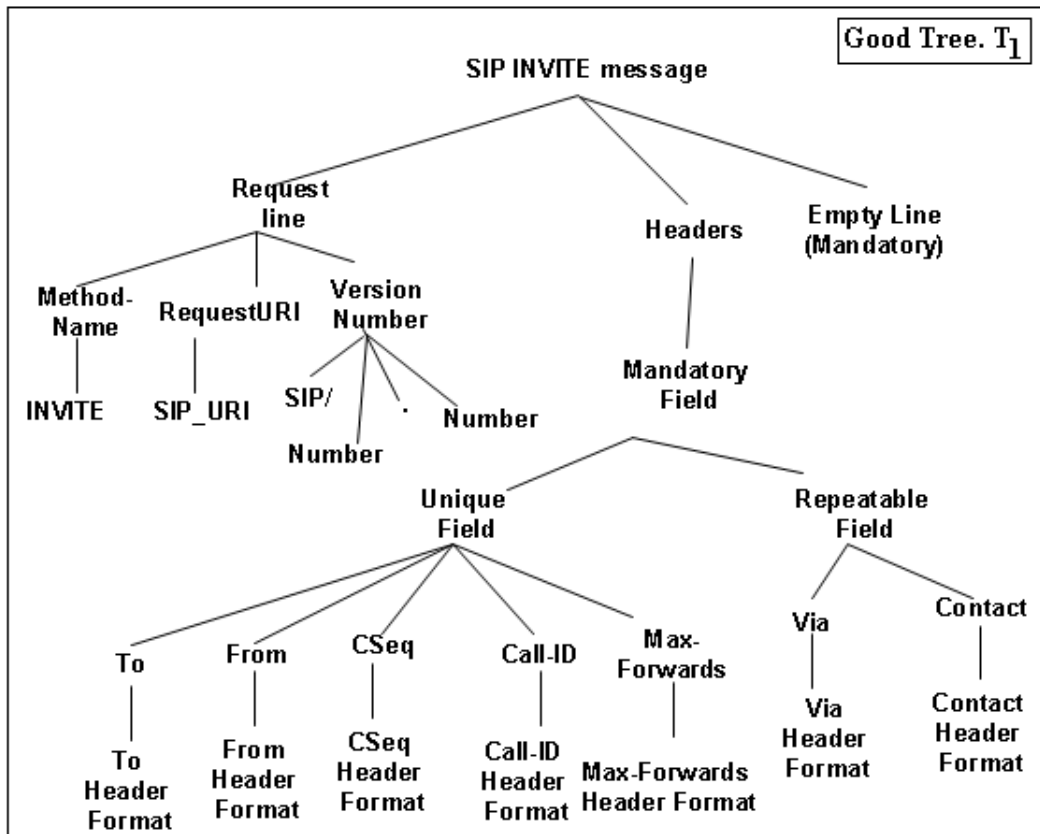 Good Tree. T1
SIP INVITE message
Request
line
Headers
Empty Line
(Mandatory)
Method-
Name
RequestURI
Version
Number
INVITE
SIP_URI
SIP/
Number
.
Number
Mandatory
Field
Unique
Field
Repeatable
Field
To
From
CSeq
Call-ID
Max-
Forwards
Via
Contact
To
Header
Format
From
Header
Format
CSeq
Header
Format
Call-ID
Header
Format
Max-Forwards
Header Format
Via
Header
Format
Contact
Header
Format